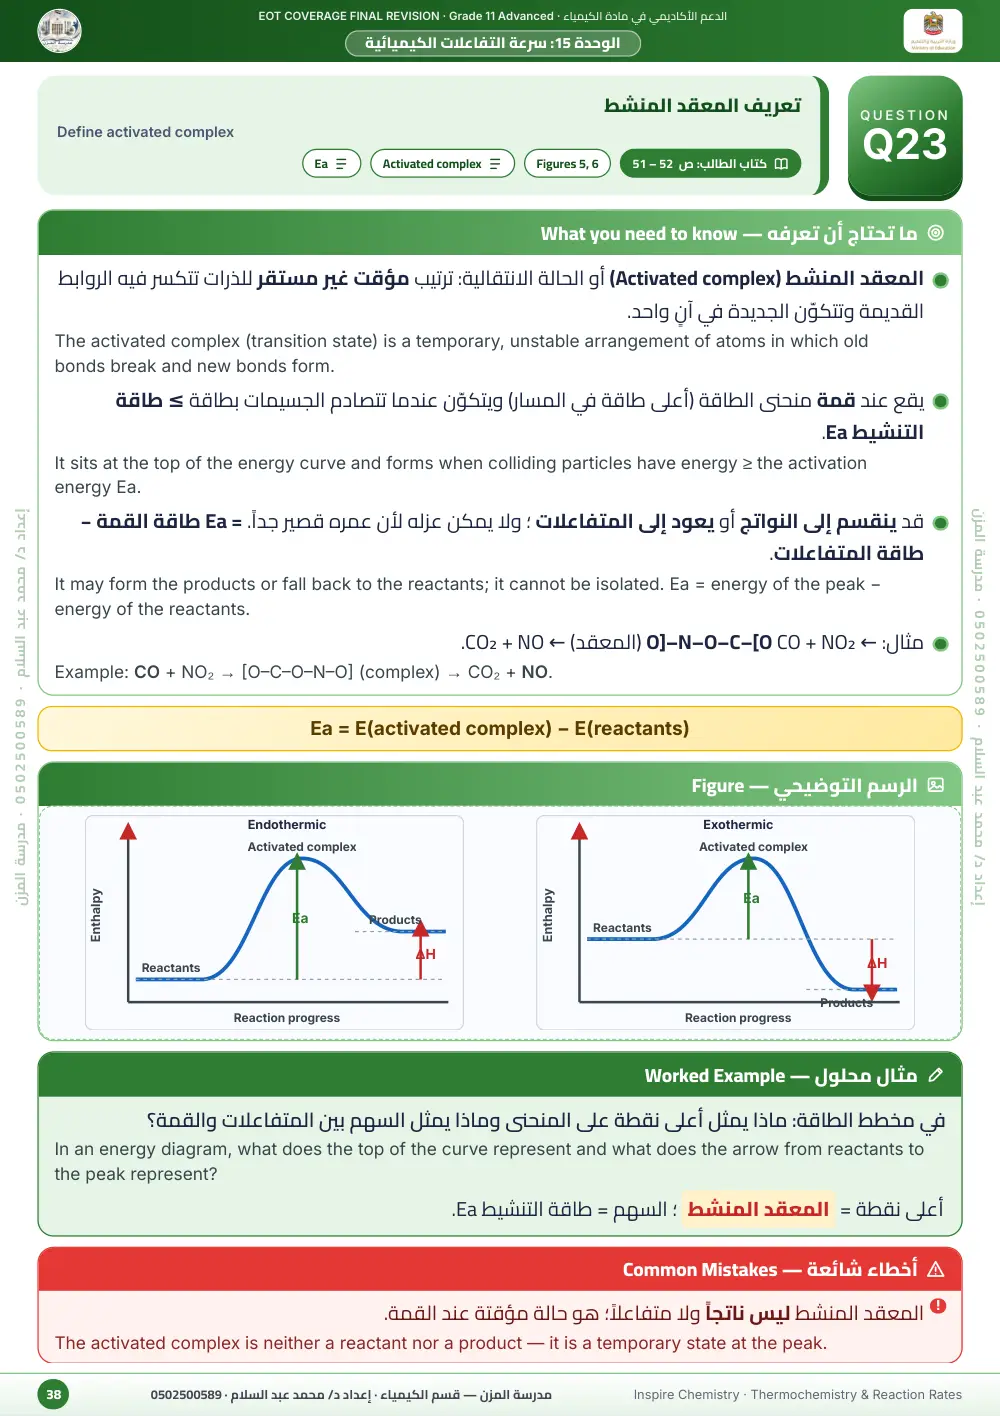 EOT COVERAGE FINAL REVISION · Grade 11 Advanced · الدعم الأكاديمي في مادة الكيمياء
الوحدة 15: سرعة التفاعلات الكيميائية
Ministry of Education
QUESTION
Q23
تعريف المعقد المنشط
Define activated complex
كتاب الطالب: ص 52 – 51
Figures 5, 6
Activated complex
Ea
ما تحتاج أن تعرفه — What you need to know
المعقد المنشط (Activated complex) أو الحالة الانتقالية: ترتيب مؤقت غير مستقر للذرات تتكسر فيه الروابط
القديمة وتتكوّن الجديدة في آنٍ واحد.
The activated complex (transition state) is a temporary, unstable arrangement of atoms in which old
bonds break and new bonds form.
يقع عند قمة منحنى الطاقة (أعلى طاقة في المسار) ويتكوّن عندما تتصادم الجسيمات بطاقة ≥ طاقة
التنشيط Ea.
It sits at the top of the energy curve and forms when colliding particles have energy ≥ the activation
energy Ea.
قد ينقسم إلى النواتج أو يعود إلى المتفاعلات ؛ ولا يمكن عزله لأن عمره قصير جداً. Ea = طاقة القمة −
طاقة المتفاعلات.
It may form the products or fall back to the reactants; it cannot be isolated. Ea = energy of the peak −
energy of the reactants.
مثال: CO + NO₂ ← [O–C–O–N–O] (المعقد) ← CO₂ + NO.
Example: CO + NO₂ → [O–C–O–N–O] (complex) → CO₂ + NO.
Ea = E(activated complex) − E(reactants)
الرسم التوضيحي — Figure
Endothermic
Activated complex
Enthalpy
Ea
Products
ΔH
Reactants
Reaction progress
Exothermic
Activated complex
Enthalpy
Ea
Reactants
ΔH
Products
Reaction progress
مثال محلول — Worked Example
في مخطط الطاقة: ماذا يمثل أعلى نقطة على المنحنى وماذا يمثل السهم بين المتفاعلات والقمة؟
In an energy diagram, what does the top of the curve represent and what does the arrow from reactants to
the peak represent?
أعلى نقطة = المعقد المنشط ؛ السهم = طاقة التنشيط Ea.
أخطاء شائعة — Common Mistakes
المعقد المنشط ليس ناتجاً ولا متفاعلاً؛ هو حالة مؤقتة عند القمة.
The activated complex is neither a reactant nor a product — it is a temporary state at the peak.
38
مدرسة المزن — قسم الكيمياء · إعداد د/ محمد عبد السلام · 0502500589
Inspire Chemistry · Thermochemistry & Reaction Rates
إعداد د/ محمد عبد السلام · 0502500589 · مدرسة المزن
إعداد د/ محمد عبد السلام · 0502500589 · مدرسة المزن